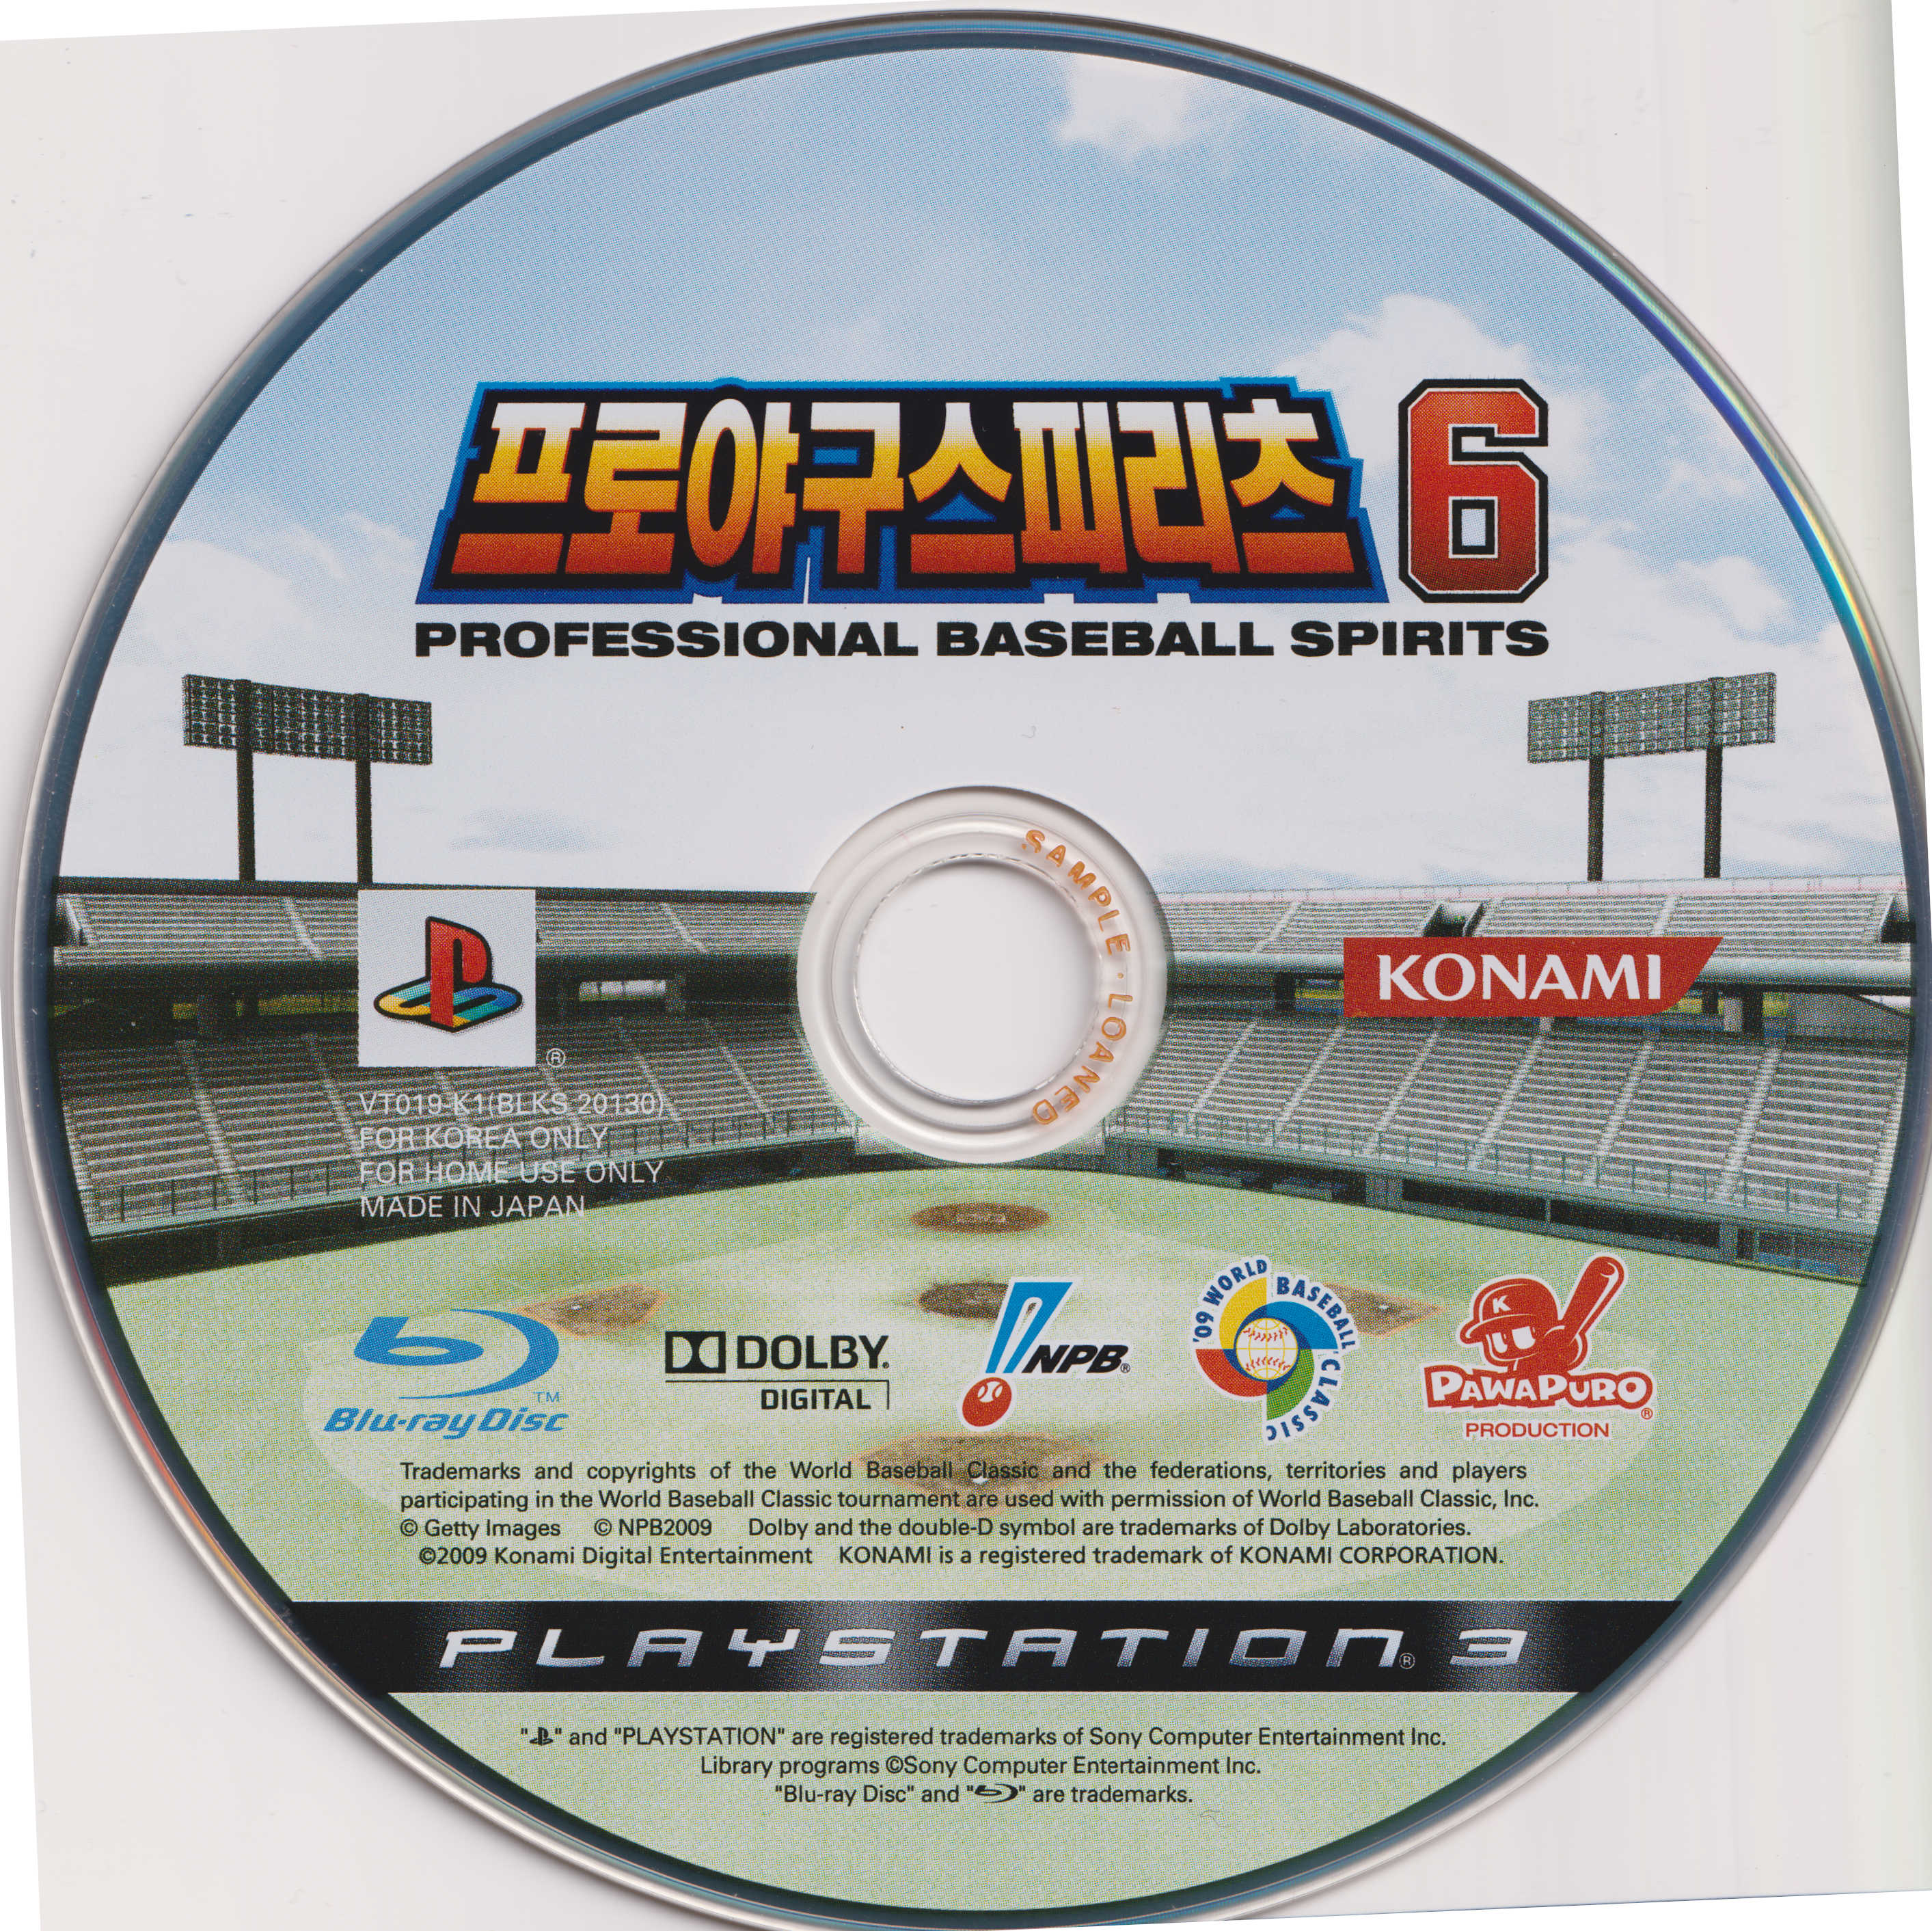 프로야구스피리츠 6
PROFESSIONAL BASEBALL SPIRITS
SAMPLE · LOANED
KONAMI
®
VT019-K1(BLKS 20130)
FOR KOREA ONLY
FOR HOME USE ONLY
MADE IN JAPAN
Blu-ray Disc™
DOLBY®
DIGITAL
NPB®
'09 WORLD BASEBALL CLASSIC
K
PAWAPURO®
PRODUCTION
Trademarks and copyrights of the World Baseball Classic and the federations, territories and players
participating in the World Baseball Classic tournament are used with permission of World Baseball Classic, Inc.
© Getty Images © NPB2009 Dolby and the double-D symbol are trademarks of Dolby Laboratories.
©2009 Konami Digital Entertainment KONAMI is a registered trademark of KONAMI CORPORATION.
PLAYSTATION® 3
"PS" and "PLAYSTATION" are registered trademarks of Sony Computer Entertainment Inc.
Library programs ©Sony Computer Entertainment Inc.
"Blu-ray Disc" and "b" are trademarks.